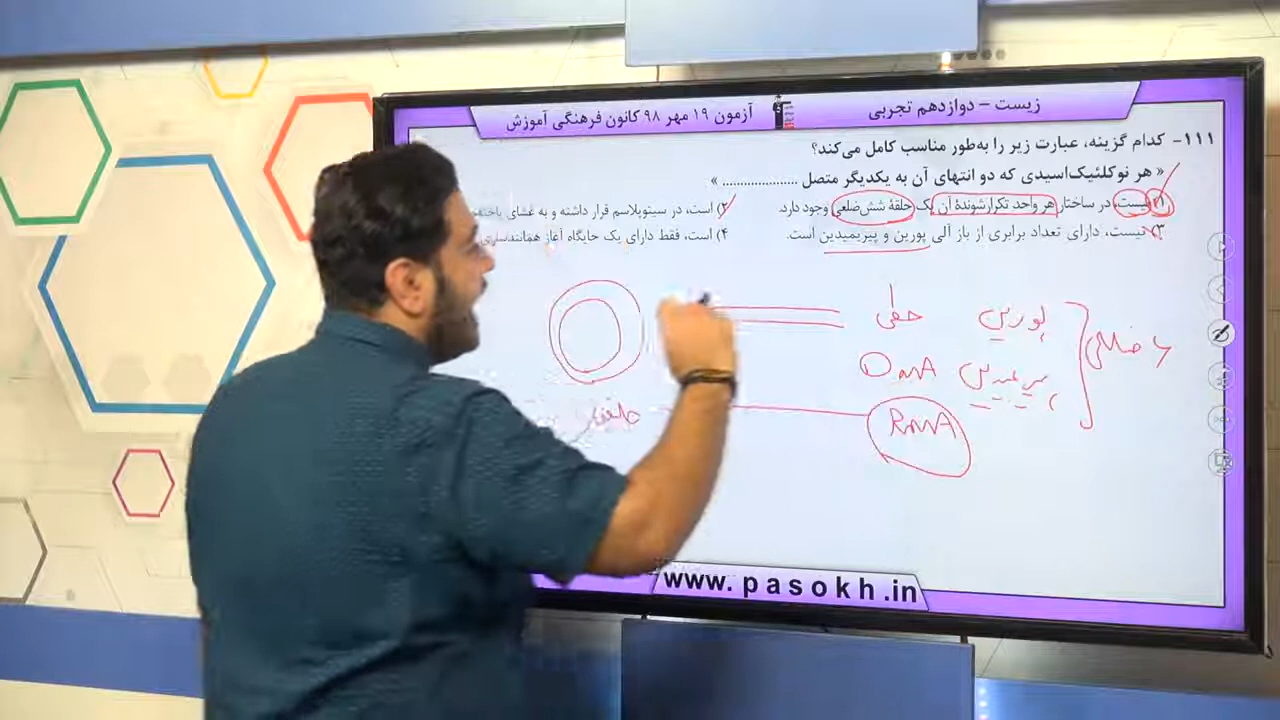 زیست - دوازدهم تجربی
آزمون ۱۹ مهر ۹۸ کانون فرهنگی آموزش
۱۱۱- کدام گزینه، عبارت زیر را به‌طور مناسب کامل می‌کند؟
« هر نوکلئیک‌اسیدی که دو انتهای آن به یکدیگر متصل .................... »
۱) نیست، در ساختار هر واحد تکرارشوندهٔ آن یک حلقهٔ شش‌ضلعی وجود دارد.
۲) است، در سیتوپلاسم قرار داشته و به غشای یاخته
۳) نیست، دارای تعداد برابری از باز آلی پورین و پیریمیدین است.
۴) است، فقط دارای یک جایگاه آغاز همانندسازی
خطی
پورین
DNA
پیریمیدین
۶ ضلعی
RNA
حلقوی
www.pasokh.in